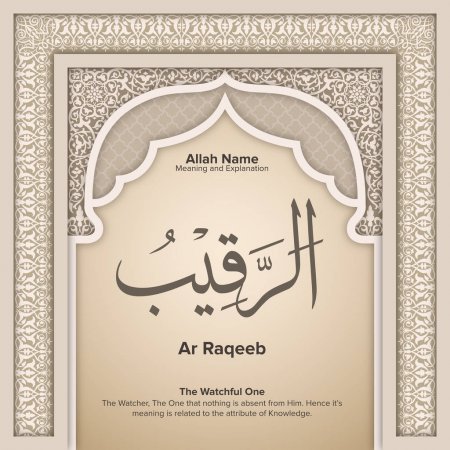 Allah Name
Meaning and Explanation
الرَّقِيْبُ
Ar Raqeeb
The Watchful One
The Watcher, The One that nothing is absent from Him. Hence it's
meaning is related to the attribute of Knowledge.